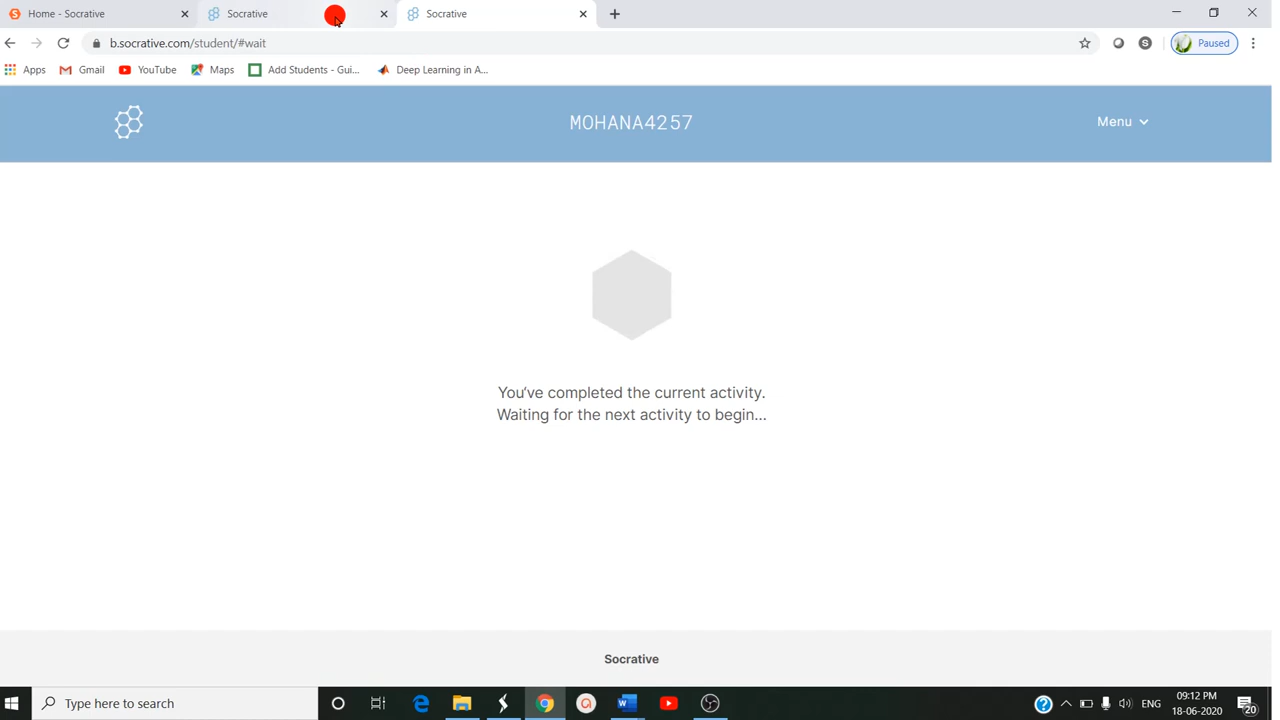 Home - Socrative
Socrative
Socrative
b.socrative.com/student/#wait
Paused
Apps
Gmail
YouTube
Maps
Add Students - Gui...
Deep Learning in A...
MOHANA4257
Menu
You've completed the current activity.
Waiting for the next activity to begin...
Socrative
Type here to search
ENG
09:12 PM
18-06-2020
20